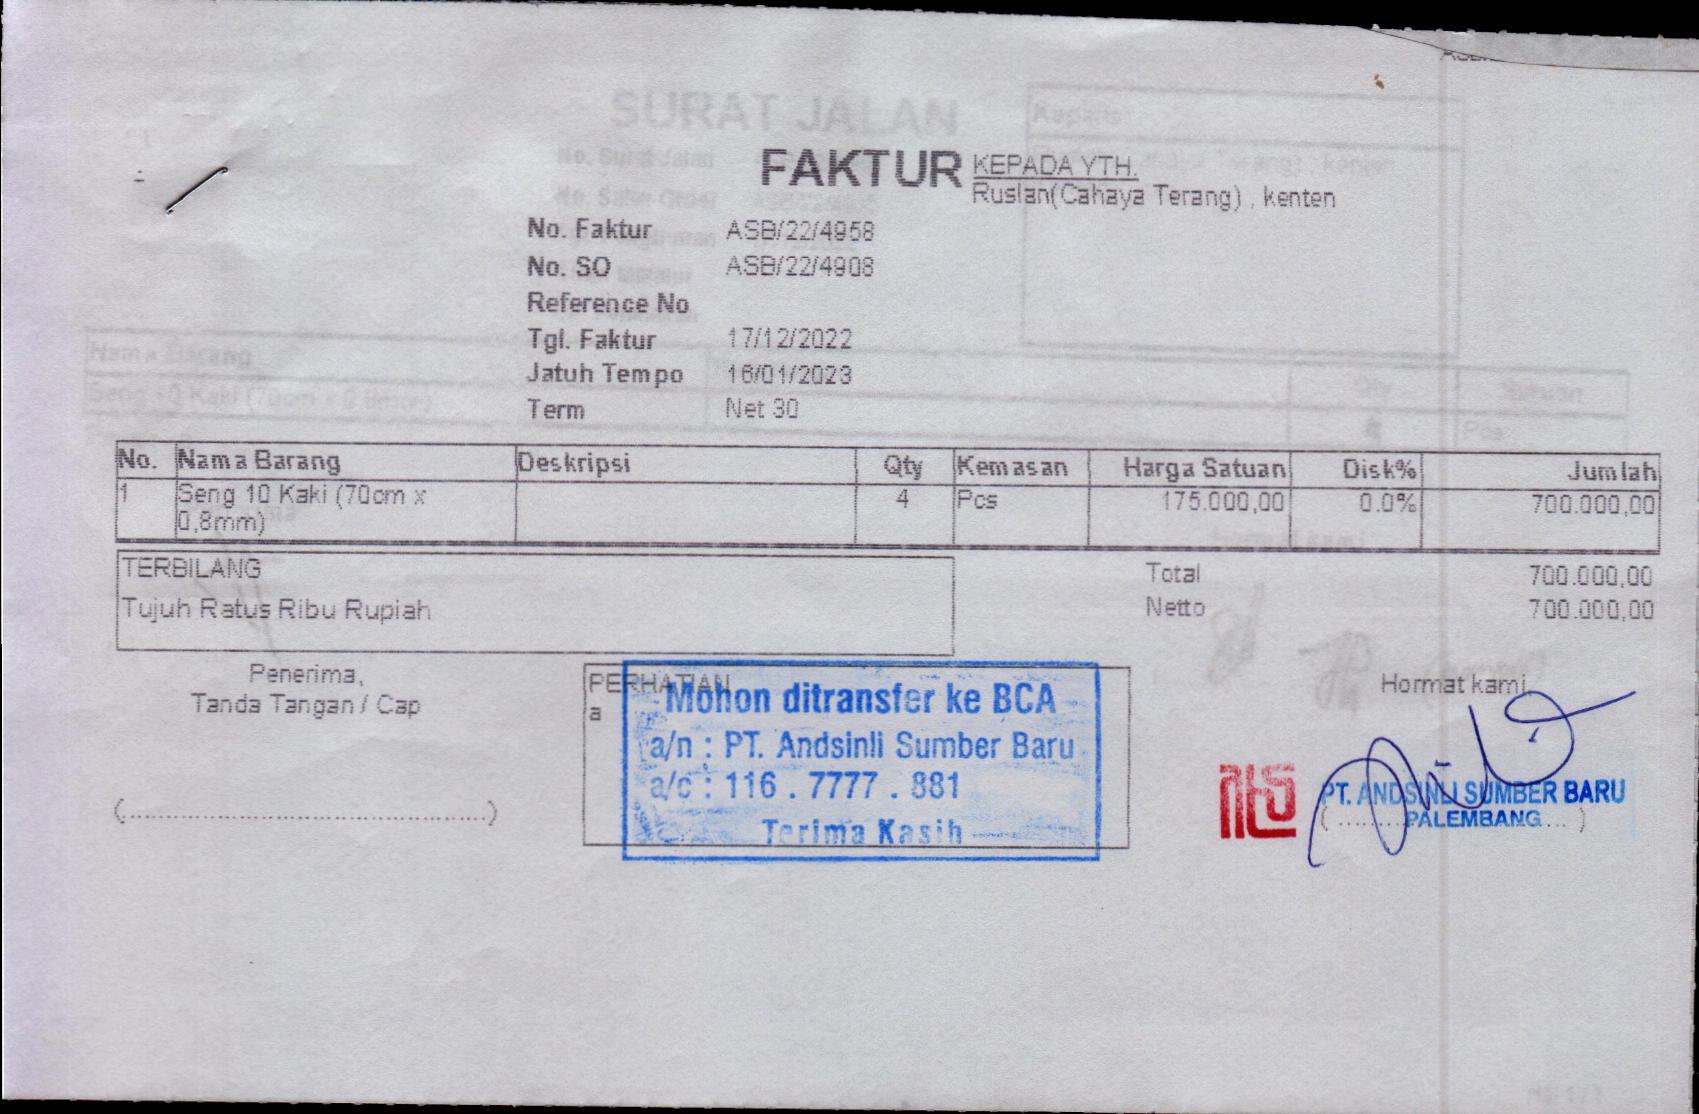 SURAT JALAN
Kepada
FAKTUR
KEPADA YTH.
Ruslan(Cahaya Terang) , kenten
No. Faktur ASB/22/4958
No. SO ASB/22/4908
Reference No
Tgl. Faktur 17/12/2022
Jatuh Tempo 16/01/2023
Term Net 30
No. Nama Barang Deskripsi Qty Kemasan Harga Satuan Disk% Jumlah
1 Seng 10 Kaki (70cm x 4 Pcs 175.000,00 0.0% 700.000,00
0,8mm)
TERBILANG
Tujuh Ratus Ribu Rupiah
Total 700.000,00
Netto 700.000,00
Penerima,
Tanda Tangan / Cap
(..................................................)
PERHATIAN
a
Mohon ditransfer ke BCA
a/n : PT. Andsinli Sumber Baru
a/c : 116 . 7777 . 881
Terima Kasih
Hormat kami,
PT. ANDSINLI SUMBER BARU
PALEMBANG